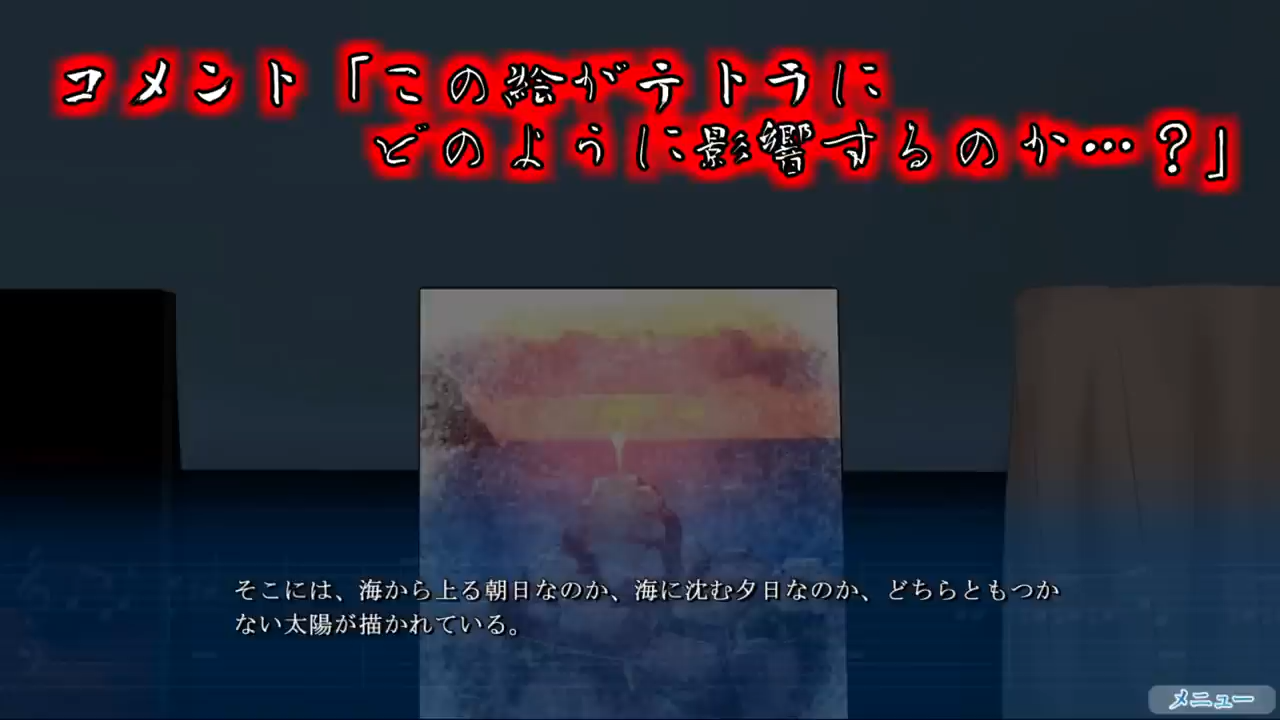 コメント「この絵がテトラに
どのように影響するのか…？」
そこには、海から上る朝日なのか、海に沈む夕日なのか、どちらともつか
ない太陽が描かれている。
メニュー